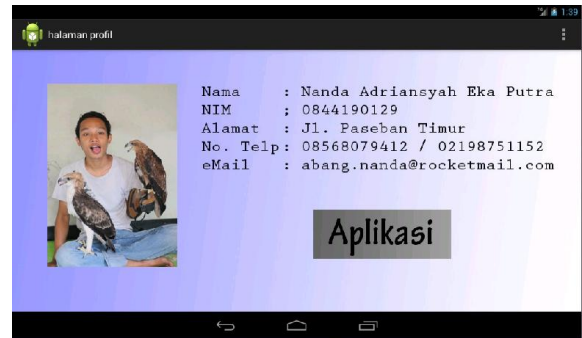 1:39
halaman profil
Nama : Nanda Adriansyah Eka Putra
NIM ; 0844190129
Alamat : Jl. Paseban Timur
No. Telp: 08568079412 / 02198751152
eMail : abang.nanda@rocketmail.com
Aplikasi